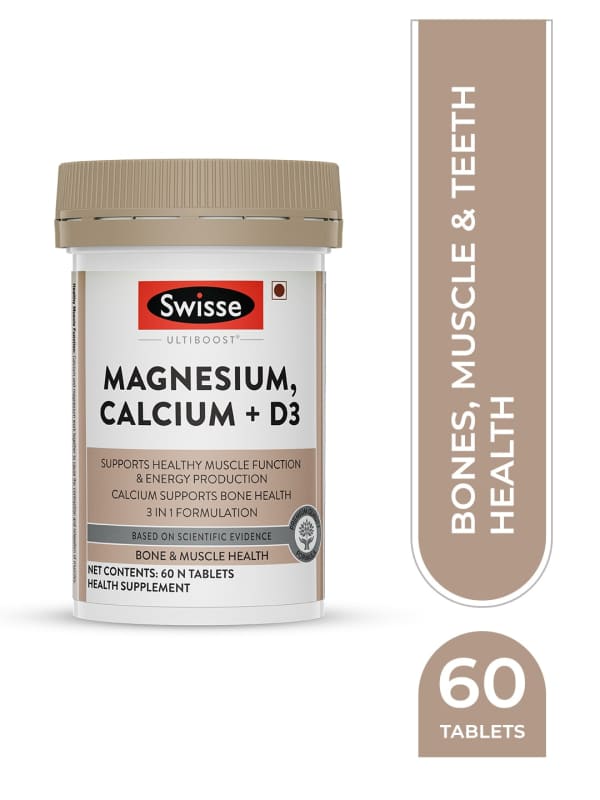 Swisse
ULTIBOOST®
MAGNESIUM,
CALCIUM + D3
SUPPORTS HEALTHY MUSCLE FUNCTION
& ENERGY PRODUCTION
CALCIUM SUPPORTS BONE HEALTH
3 IN 1 FORMULATION
BASED ON SCIENTIFIC EVIDENCE
BONE & MUSCLE HEALTH
NET CONTENTS: 60 N TABLETS
HEALTH SUPPLEMENT
BONES, MUSCLE & TEETH
HEALTH
60
TABLETS